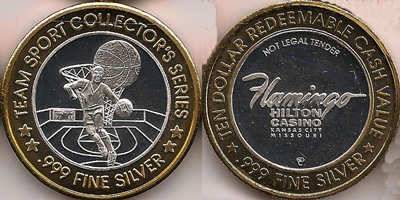 TEAM SPORT COLLECTOR'S SERIES
.999 FINE SILVER
TEN DOLLAR REDEEMABLE CASH VALUE
NOT LEGAL TENDER
Flamingo
HILTON
CASINO
KANSAS CITY
MISSOURI
.999 FINE SILVER